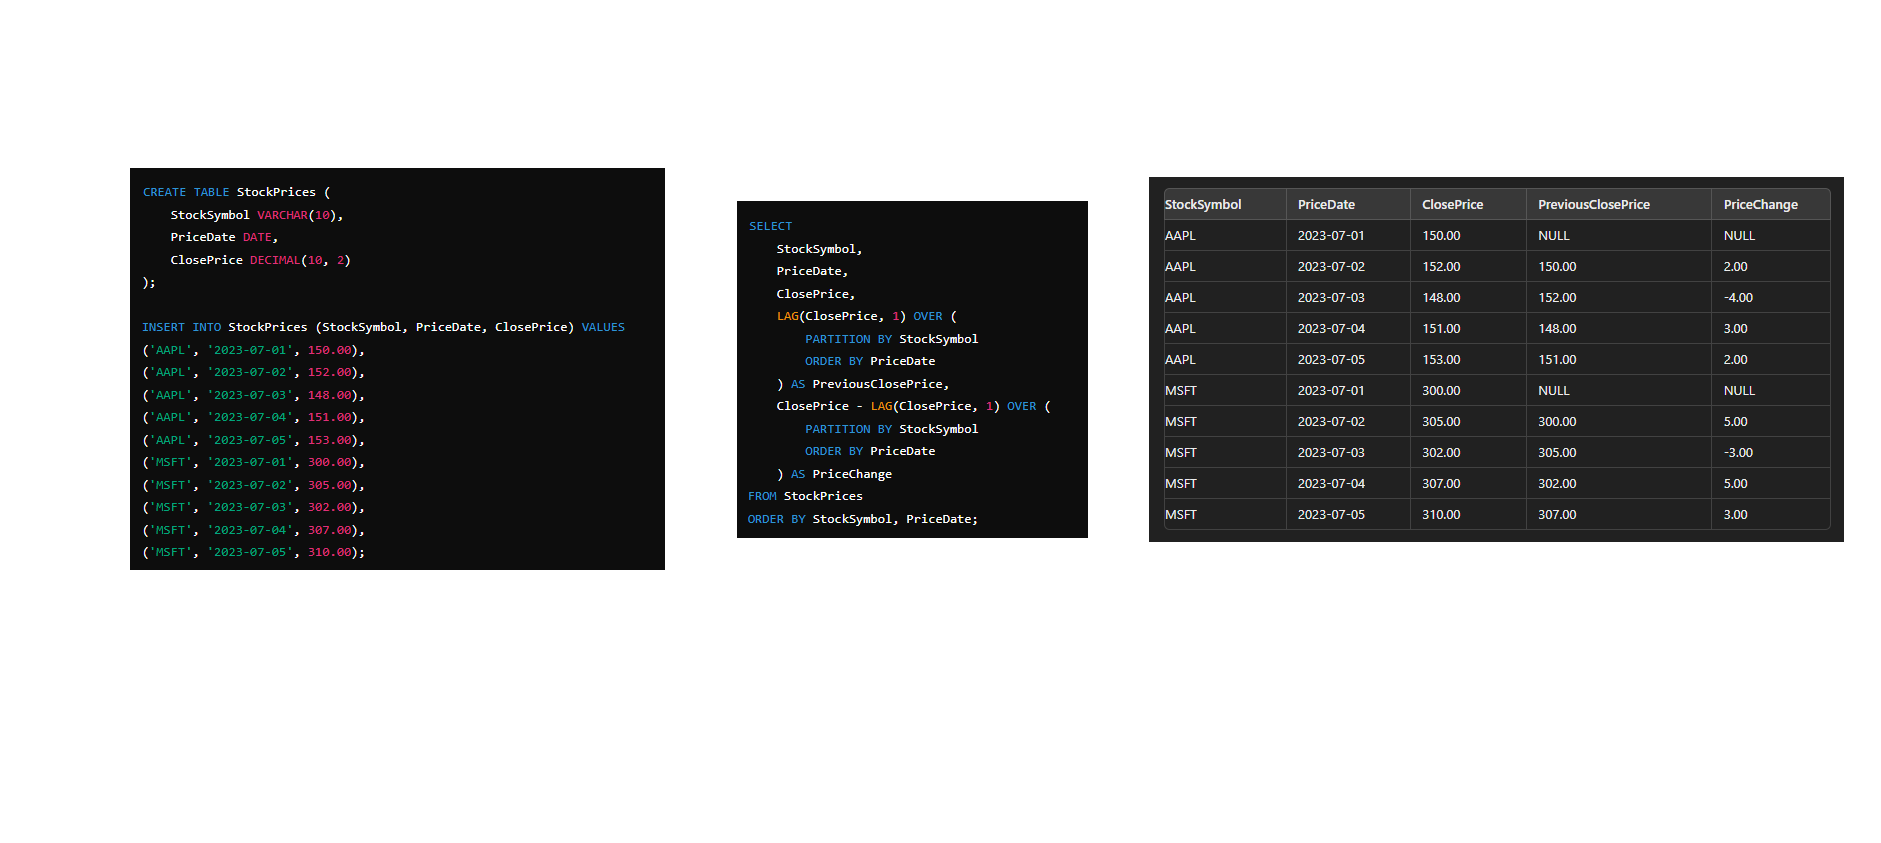 CREATE TABLE StockPrices (
    StockSymbol VARCHAR(10),
    PriceDate DATE,
    ClosePrice DECIMAL(10, 2)
);
INSERT INTO StockPrices (StockSymbol, PriceDate, ClosePrice) VALUES
('AAPL', '2023-07-01', 150.00),
('AAPL', '2023-07-02', 152.00),
('AAPL', '2023-07-03', 148.00),
('AAPL', '2023-07-04', 151.00),
('AAPL', '2023-07-05', 153.00),
('MSFT', '2023-07-01', 300.00),
('MSFT', '2023-07-02', 305.00),
('MSFT', '2023-07-03', 302.00),
('MSFT', '2023-07-04', 307.00),
('MSFT', '2023-07-05', 310.00);
SELECT
    StockSymbol,
    PriceDate,
    ClosePrice,
    LAG(ClosePrice, 1) OVER (
        PARTITION BY StockSymbol
        ORDER BY PriceDate
    ) AS PreviousClosePrice,
    ClosePrice - LAG(ClosePrice, 1) OVER (
        PARTITION BY StockSymbol
        ORDER BY PriceDate
    ) AS PriceChange
FROM StockPrices
ORDER BY StockSymbol, PriceDate;
StockSymbol PriceDate ClosePrice PreviousClosePrice PriceChange
AAPL 2023-07-01 150.00 NULL NULL
AAPL 2023-07-02 152.00 150.00 2.00
AAPL 2023-07-03 148.00 152.00 -4.00
AAPL 2023-07-04 151.00 148.00 3.00
AAPL 2023-07-05 153.00 151.00 2.00
MSFT 2023-07-01 300.00 NULL NULL
MSFT 2023-07-02 305.00 300.00 5.00
MSFT 2023-07-03 302.00 305.00 -3.00
MSFT 2023-07-04 307.00 302.00 5.00
MSFT 2023-07-05 310.00 307.00 3.00